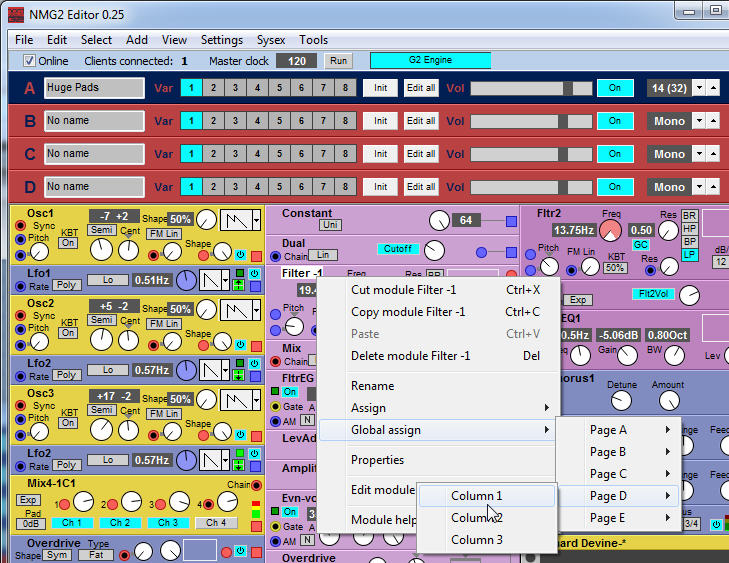 NMG2 Editor 0.25
File Edit Select Add View Settings Sysex Tools
Online Clients connected: 1 Master clock 120 Run G2 Engine
A Huge Pads Var 1 2 3 4 5 6 7 8 Init Edit all Vol On 14 (32)
B No name Var 1 2 3 4 5 6 7 8 Init Edit all Vol On Mono
C No name Var 1 2 3 4 5 6 7 8 Init Edit all Vol On Mono
D No name Var 1 2 3 4 5 6 7 8 Init Edit all Vol On Mono
Osc1 -7 +2 Shape 50%
Sync Semi Cent FM Lin
Pitch KBT On Shape
Lfo1 Lo 0.51Hz
Rate Poly
Osc2 +5 -2 Shape 50%
Sync Semi Cent FM Lin
Pitch KBT On Shape
Lfo2 Lo 0.57Hz
Rate Poly
Osc3 +17 -2 Shape 50%
Sync Semi Cent FM Lin
Pitch KBT On Shape
Lfo2 Lo 0.57Hz
Rate Poly
Mix4-1C1 Chain
Exp 1 2 3 4
Pad 0dB Ch 1 Ch 2 Ch 3 Ch 4
Overdrive Type
Shape Sym Fat
Constant Uni 64
Dual Cutoff
Chain Lin
Filter -1 Freq Res BR
19.4
Pitch
Mix
Chain
FltrEG
On
Gate
AM N
LevAd
Amplif
Evn-vo
On 3
Gate
AM N
Overdrive
Fltr2 Freq Res BR
13.75Hz 0.50 HP
GC BP
Pitch FM Lin KBT Res LP dB/
50% 12
Exp Fltr2Vol
EQ1
0.5Hz -5.06dB 0.80Oct
Gain BW Lev
orus1 Detune Amount
ange Feed
ange Feed
3/4
hard Devine-*
Cut module Filter -1 Ctrl+X
Copy module Filter -1 Ctrl+C
Paste Ctrl+V
Delete module Filter -1 Del
Rename
Assign
Global assign
Properties
Edit module
Module help
Page A
Page B
Page C
Page D
Page E
Column 1
Column 2
Column 3